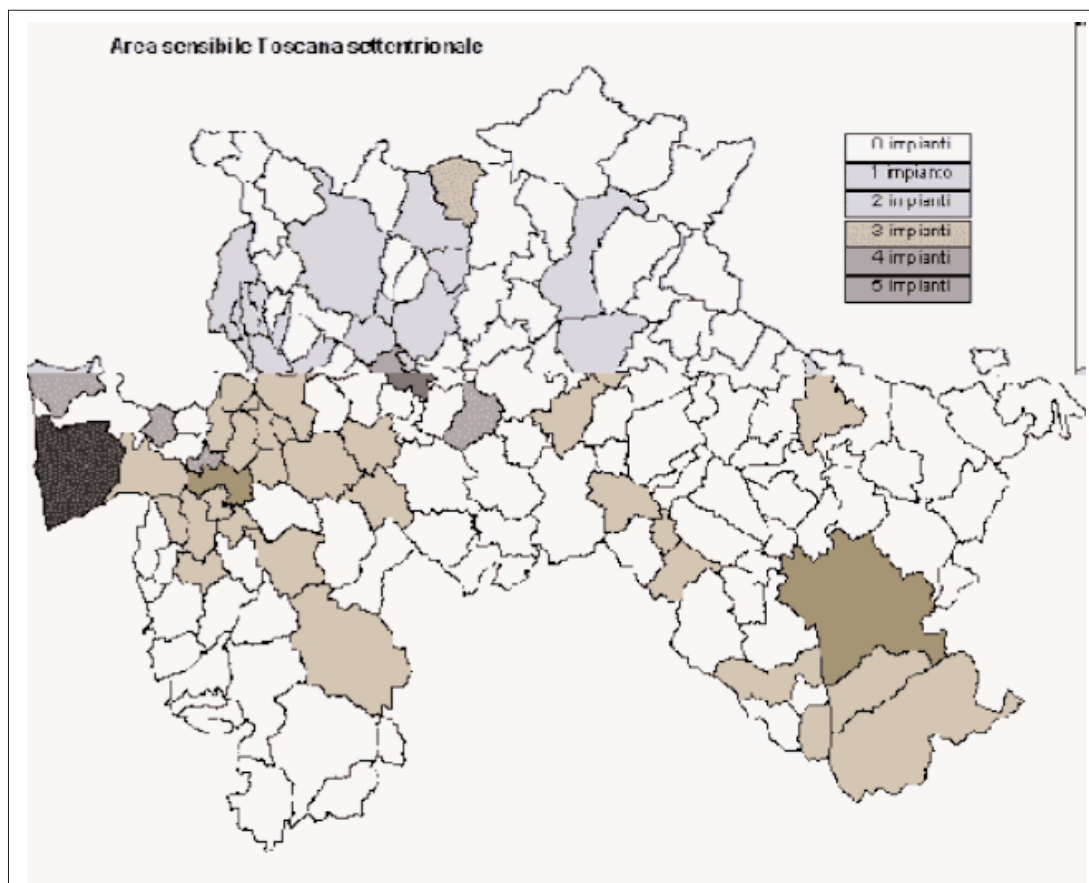 Area sensibile Toscana settentrionale
0 impianti
1 impianto
2 impianti
3 impianti
4 impianti
5 impianti